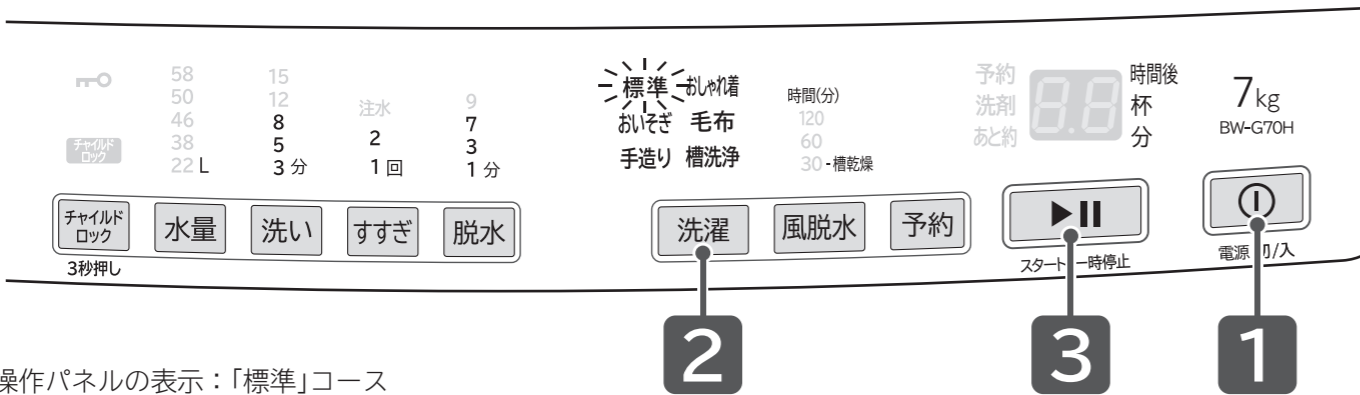 58
50
46
38
22 L
チャイルド
ロック
15
12
8
5
3 分
注水
2
1 回
9
7
3
1 分
標準 おしゃれ着
おいそぎ 毛布
手造り 槽洗浄
時間(分)
120
60
30 - 槽乾燥
予約
洗剤
あと約
8.8
時間後
杯
分
7kg
BW-G70H
チャイルド
ロック
水量
洗い
すすぎ
脱水
洗濯
風脱水
予約
3秒押し
スタート 一時停止
電源 切/入
2
3
1
操作パネルの表示：「標準」コース